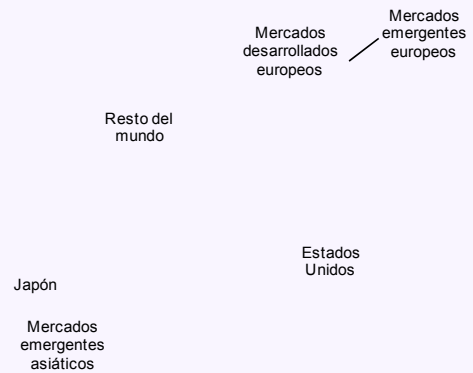 Mercados
emergentes
europeos
Mercados
desarrollados
europeos
Resto del
mundo
Estados
Unidos
Japón
Mercados
emergentes
asiáticos